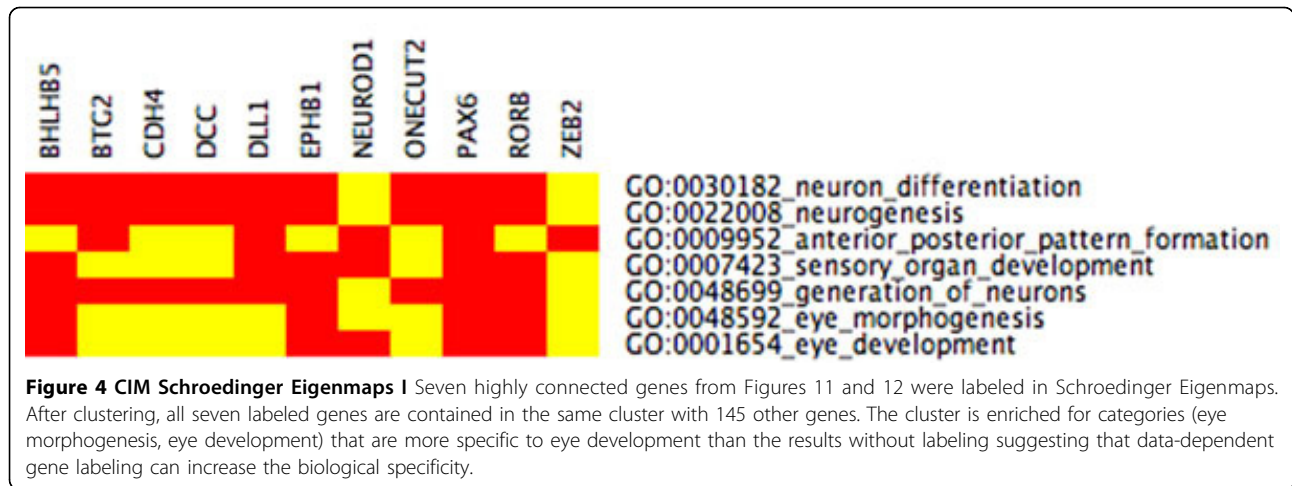 BHLHB5
BTG2
CDH4
DCC
DLL1
EPHB1
NEUROD1
ONECUT2
PAX6
RORB
ZEB2
GO:0030182_neuron_differentiation
GO:0022008_neurogenesis
GO:0009952_anterior_posterior_pattern_formation
GO:0007423_sensory_organ_development
GO:0048699_generation_of_neurons
GO:0048592_eye_morphogenesis
GO:0001654_eye_development
Figure 4 CIM Schroedinger Eigenmaps I Seven highly connected genes from Figures 11 and 12 were labeled in Schroedinger Eigenmaps.
After clustering, all seven labeled genes are contained in the same cluster with 145 other genes. The cluster is enriched for categories (eye
morphogenesis, eye development) that are more specific to eye development than the results without labeling suggesting that data-dependent
gene labeling can increase the biological specificity.